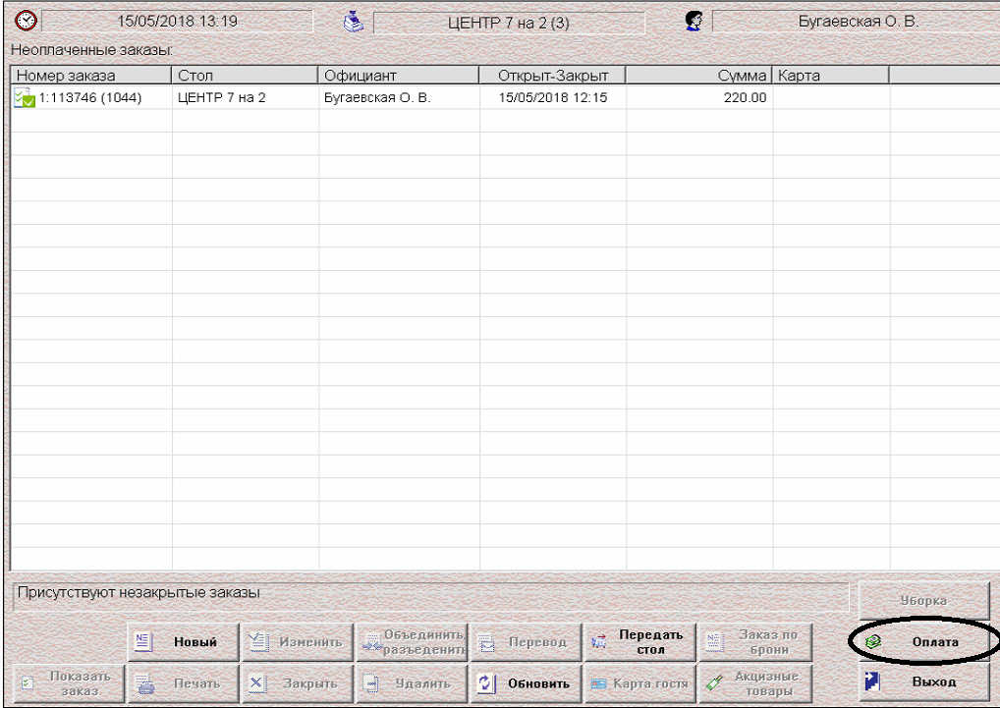 15/05/2018 13:19 ЦЕНТР 7 на 2 (3) Бугаевская О. В.
Неоплаченные заказы:
Номер заказа Стол Официант Открыт-Закрыт Сумма Карта
1:113746 (1044) ЦЕНТР 7 на 2 Бугаевская О. В. 15/05/2018 12:15 220.00
Присутствуют незакрытые заказы
Уборка
Новый Изменить Объединить, разъеденить Перевод Передать стол Заказ по брони Оплата
Показать заказ Печать Закрыть Удалить Обновить Карта гостя Акцизные товары Выход